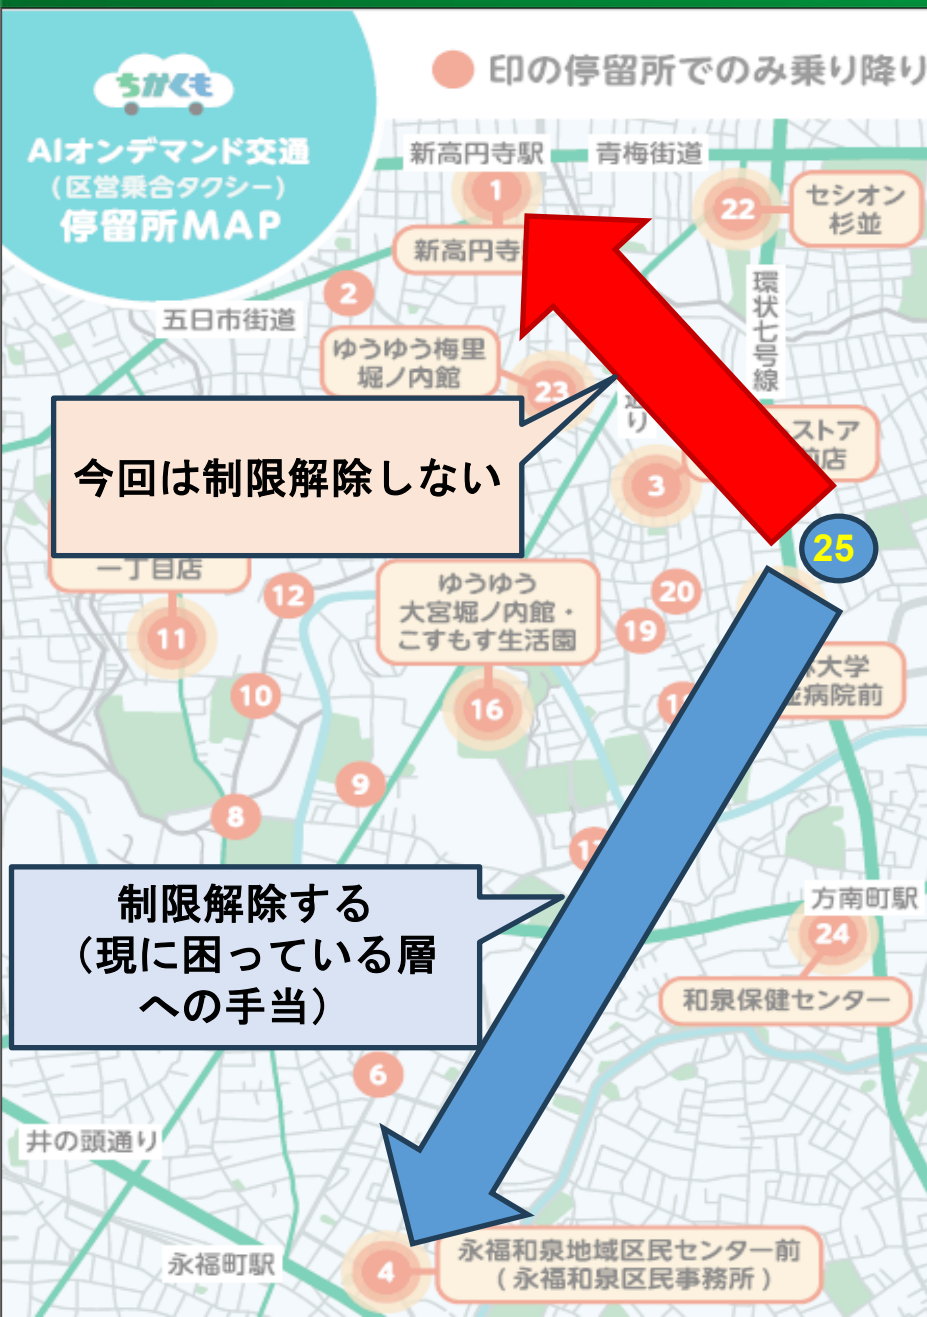 ちかくも
AIオンデマンド交通
(区営乗合タクシー)
停留所MAP
印の停留所でのみ乗り降り
新高円寺駅
青梅街道
1
22
セシオン
杉並
新高円寺
2
五日市街道
環状七号線
ゆうゆう梅里
堀ノ内館
23
り
ストア
店
今回は制限解除しない
3
25
一丁目店
12
ゆうゆう
大宮堀ノ内館・
こすもす生活園
20
19
11
大学
病院前
10
16
9
8
制限解除する
(現に困っている層
への手当)
方南町駅
24
和泉保健センター
6
井の頭通り
永福町駅
4
永福和泉地域区民センター前
(永福和泉区民事務所)